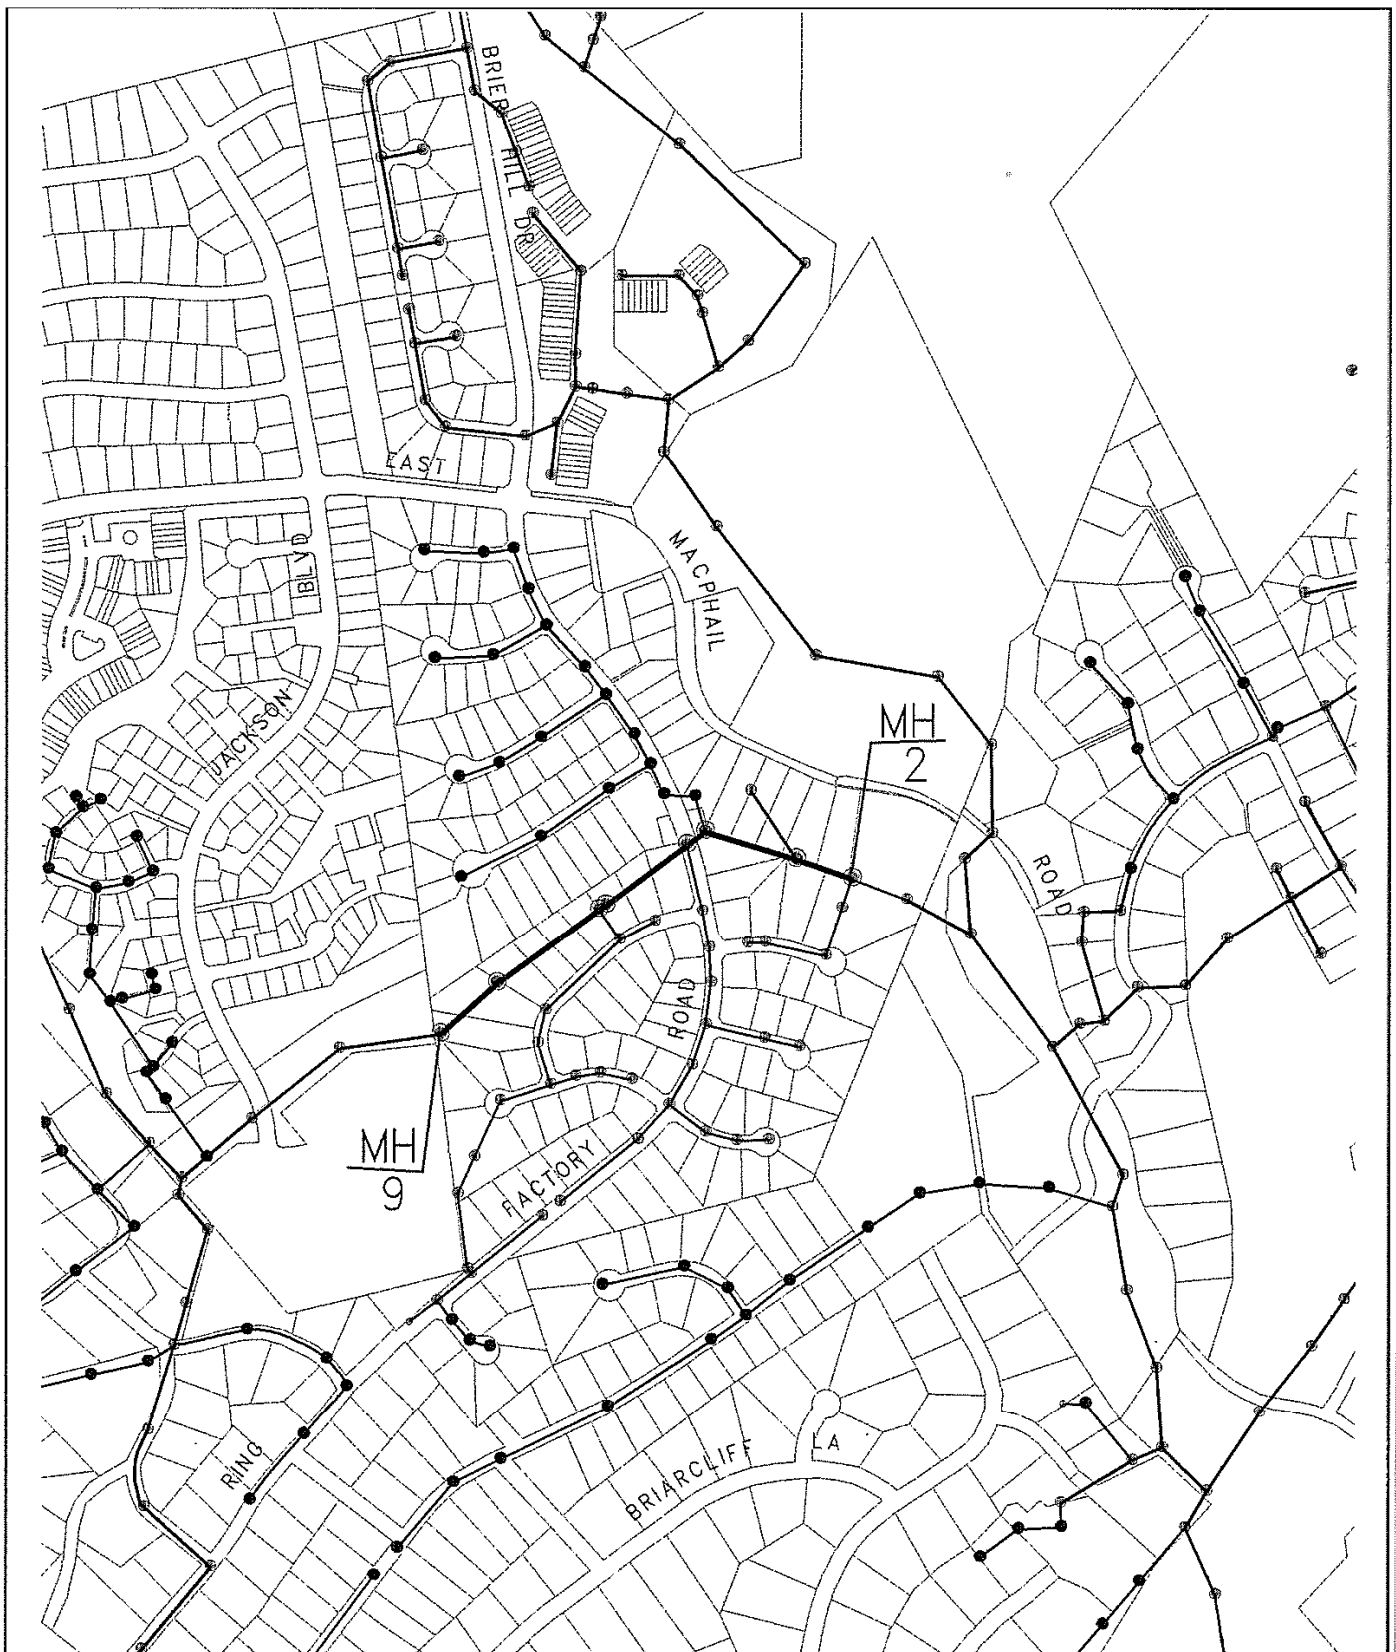 BRIER HILL DR
EAST
MACPHAIL
ROAD
BLVD
JACKSON
MH
2
ROAD
MH
9
FACTORY
RING
BRIARCLIFF LA